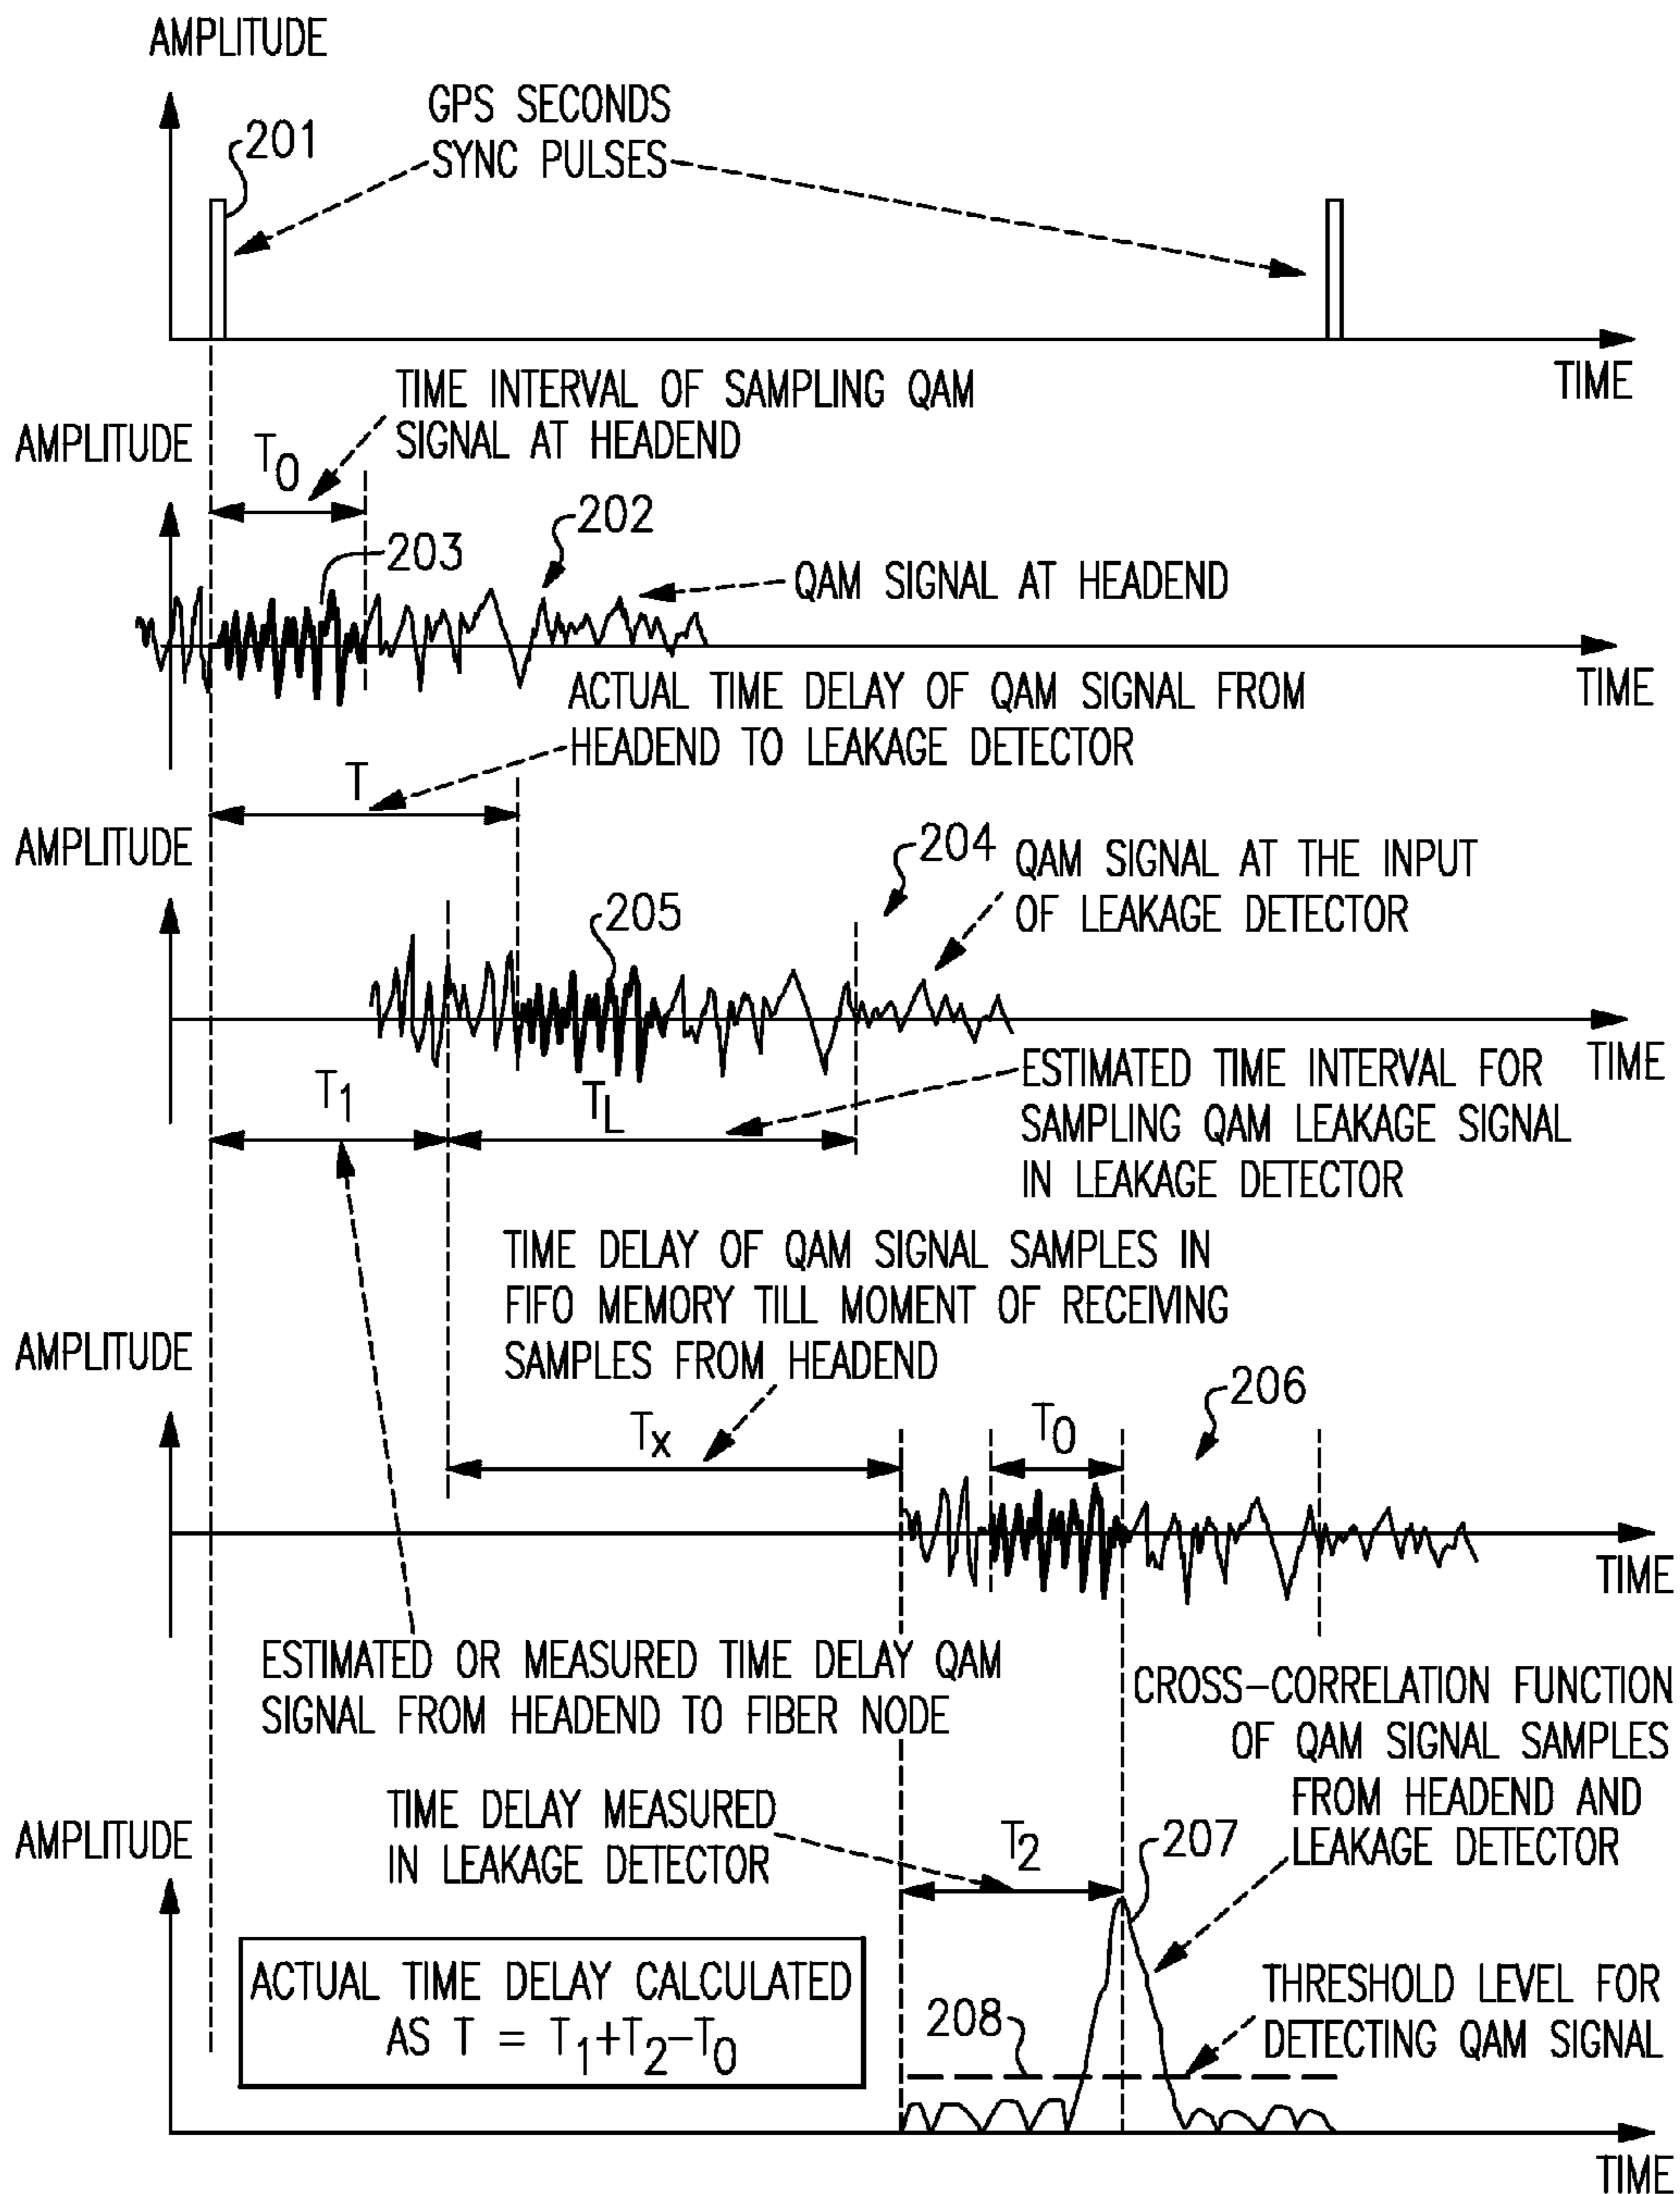 AMPLITUDE
GPS SECONDS
SYNC PULSES
201
TIME
TIME INTERVAL OF SAMPLING QAM
SIGNAL AT HEADEND
AMPLITUDE
T0
202
203
QAM SIGNAL AT HEADEND
TIME
ACTUAL TIME DELAY OF QAM SIGNAL FROM
HEADEND TO LEAKAGE DETECTOR
T
AMPLITUDE
204
QAM SIGNAL AT THE INPUT
OF LEAKAGE DETECTOR
205
TIME
T1
TL
ESTIMATED TIME INTERVAL FOR
SAMPLING QAM LEAKAGE SIGNAL
IN LEAKAGE DETECTOR
TIME DELAY OF QAM SIGNAL SAMPLES IN
FIFO MEMORY TILL MOMENT OF RECEIVING
SAMPLES FROM HEADEND
AMPLITUDE
206
Tx
T0
TIME
ESTIMATED OR MEASURED TIME DELAY QAM
SIGNAL FROM HEADEND TO FIBER NODE
CROSS-CORRELATION FUNCTION
OF QAM SIGNAL SAMPLES
FROM HEADEND AND
LEAKAGE DETECTOR
TIME DELAY MEASURED
IN LEAKAGE DETECTOR
AMPLITUDE
T2
207
ACTUAL TIME DELAY CALCULATED
AS T = T1+T2-T0
208
THRESHOLD LEVEL FOR
DETECTING QAM SIGNAL
TIME